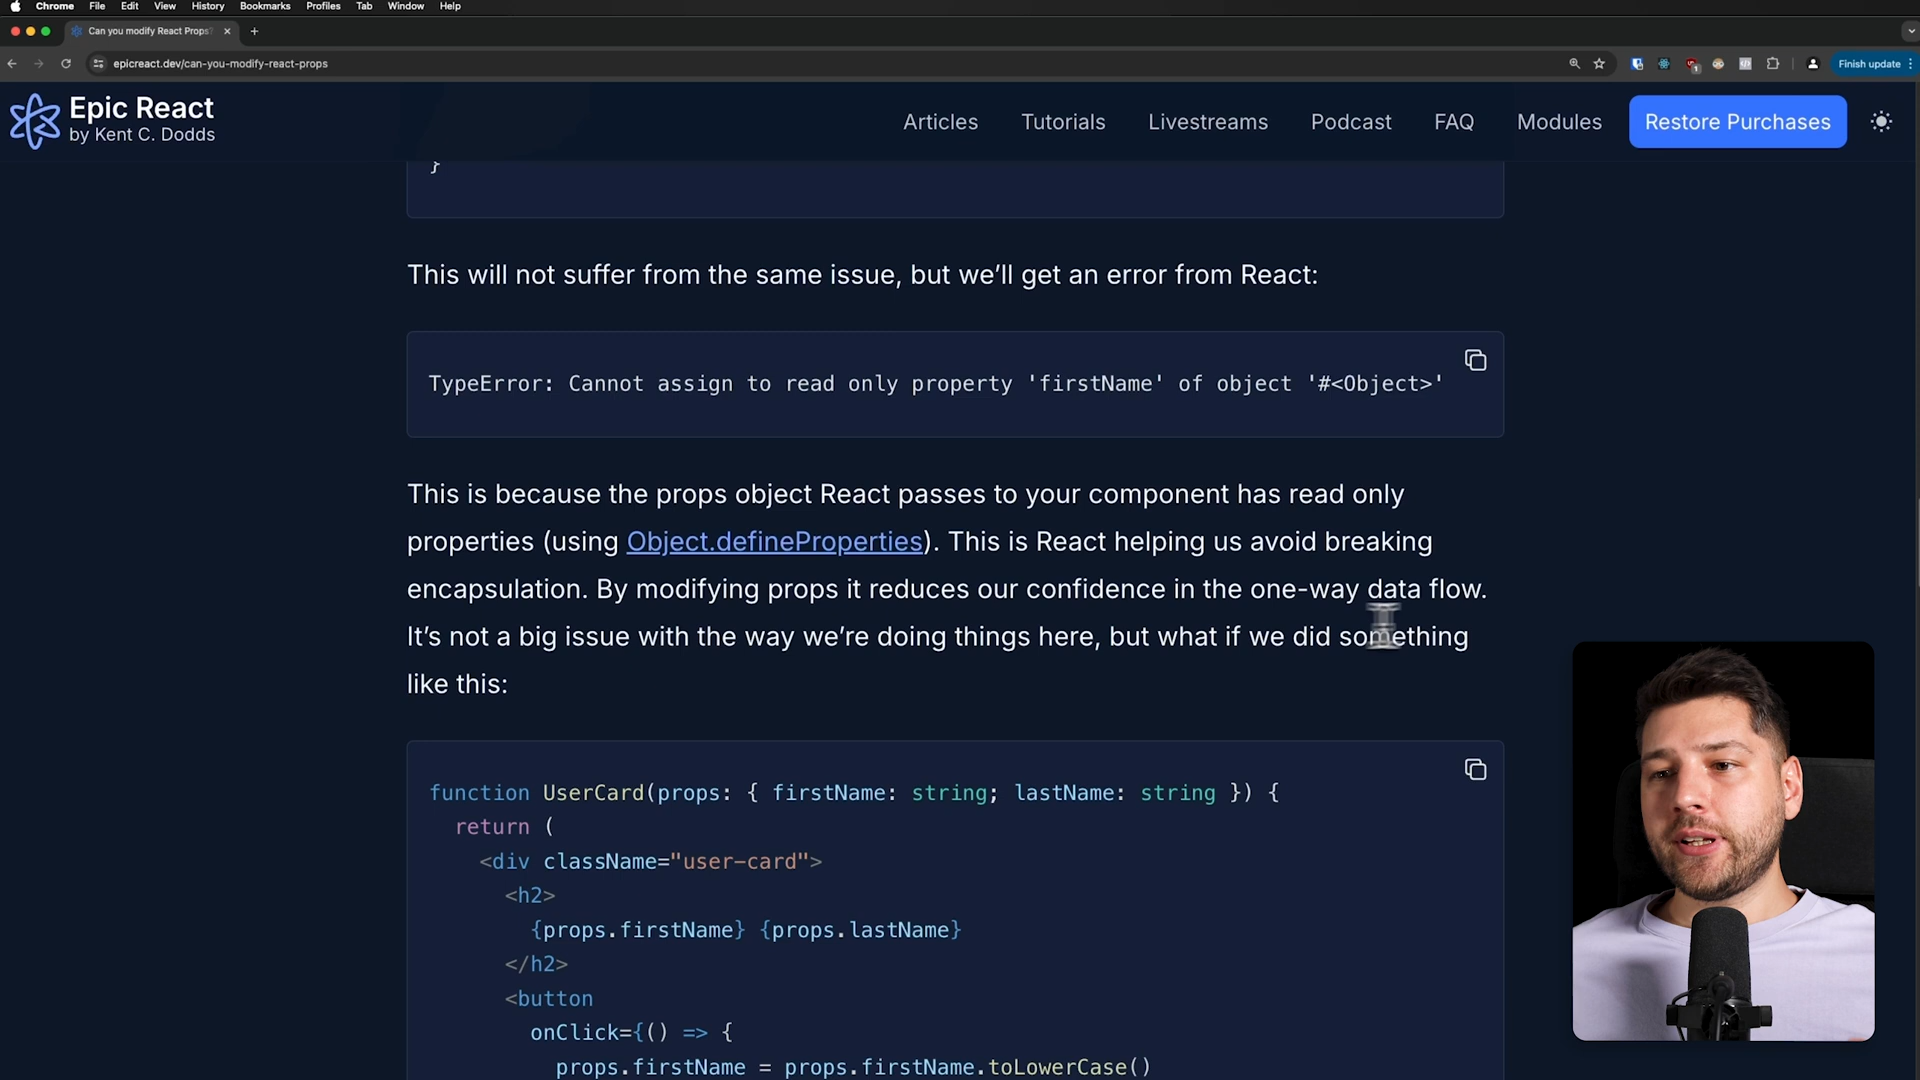 Chrome File Edit View History Bookmarks Profiles Tab Window Help
Can you modify React Props?
epicreact.dev/can-you-modify-react-props
Finish update
Epic React
by Kent C. Dodds
Articles Tutorials Livestreams Podcast FAQ Modules Restore Purchases
}
This will not suffer from the same issue, but we’ll get an error from React:
TypeError: Cannot assign to read only property 'firstName' of object '#<Object>'
This is because the props object React passes to your component has read only
properties (using Object.defineProperties). This is React helping us avoid breaking
encapsulation. By modifying props it reduces our confidence in the one-way data flow.
It’s not a big issue with the way we’re doing things here, but what if we did something
like this:
function UserCard(props: { firstName: string; lastName: string }) {
return (
<div className="user-card">
<h2>
{props.firstName} {props.lastName}
</h2>
<button
onClick={() => {
props.firstName = props.firstName.toLowerCase()